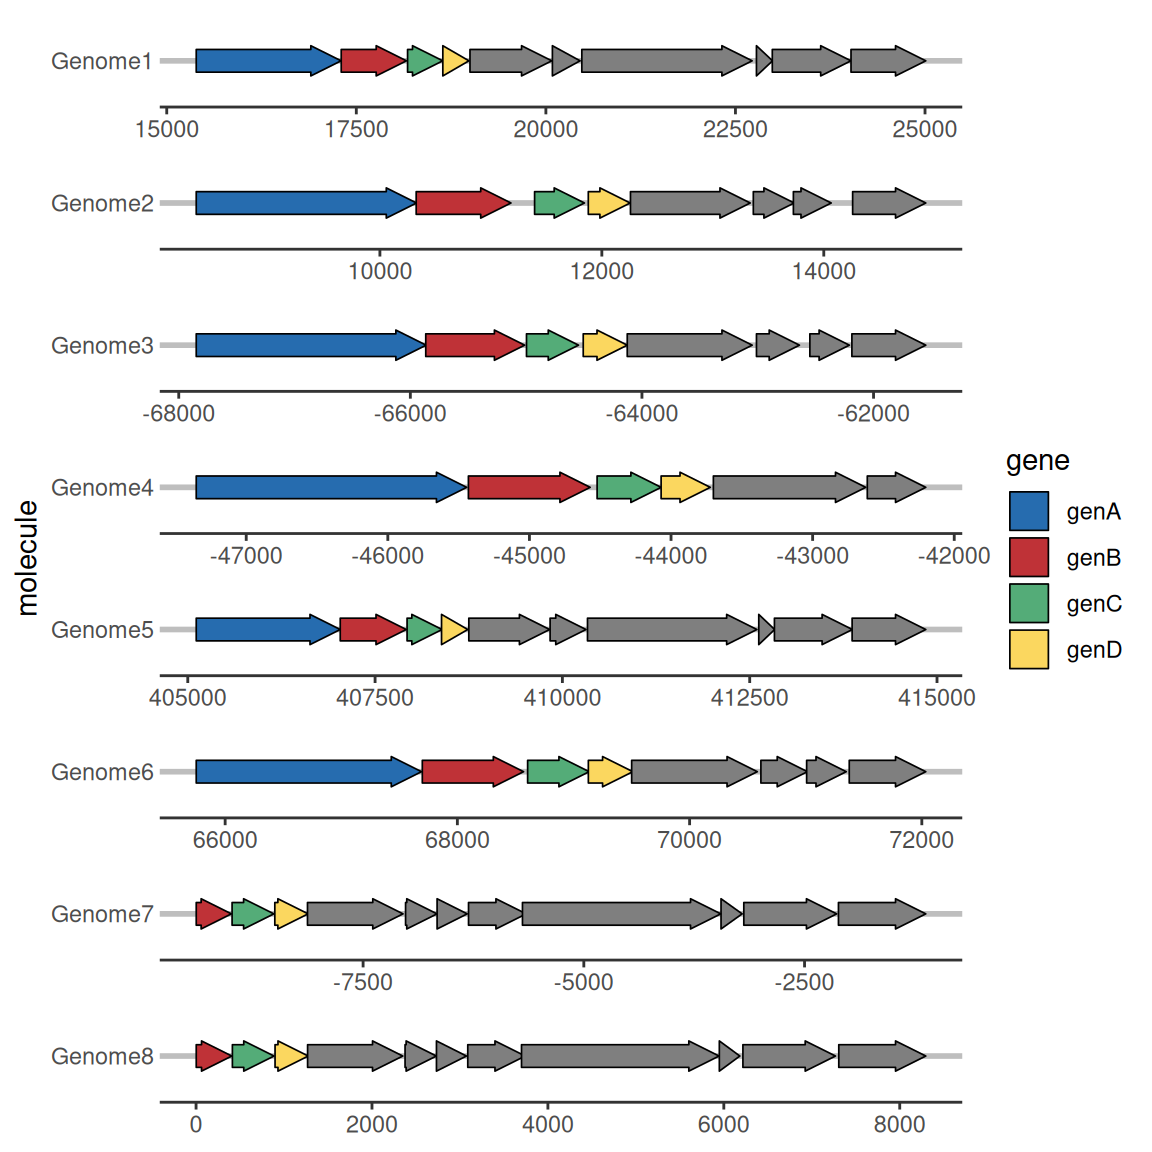 Genome1
15000 17500 20000 22500 25000
Genome2
10000 12000 14000
Genome3
-68000 -66000 -64000 -62000
Genome4
-47000 -46000 -45000 -44000 -43000 -42000
Genome5
405000 407500 410000 412500 415000
Genome6
66000 68000 70000 72000
Genome7
-7500 -5000 -2500
Genome8
0 2000 4000 6000 8000
molecule
gene
genA
genB
genC
genD